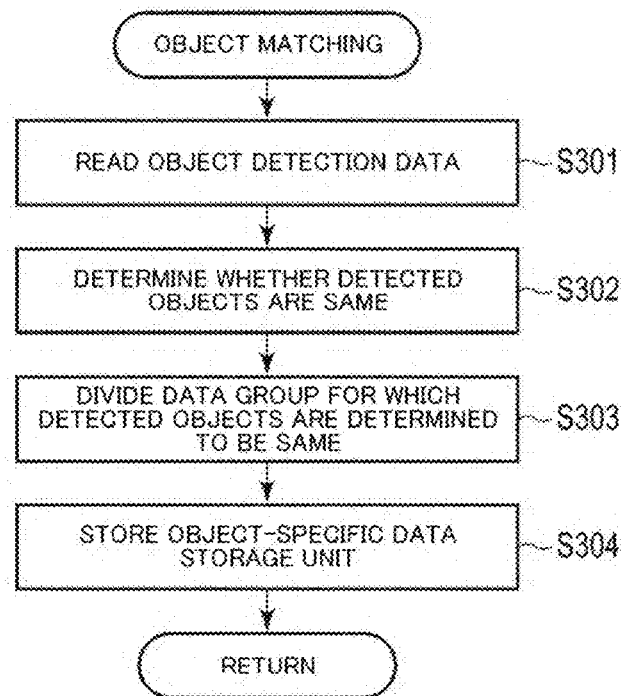 OBJECT MATCHING
READ OBJECT DETECTION DATA
S301
DETERMINE WHETHER DETECTED
OBJECTS ARE SAME
S302
DIVIDE DATA GROUP FOR WHICH
DETECTED OBJECTS ARE DETERMINED
TO BE SAME
S303
STORE OBJECT-SPECIFIC DATA
STORAGE UNIT
S304
RETURN